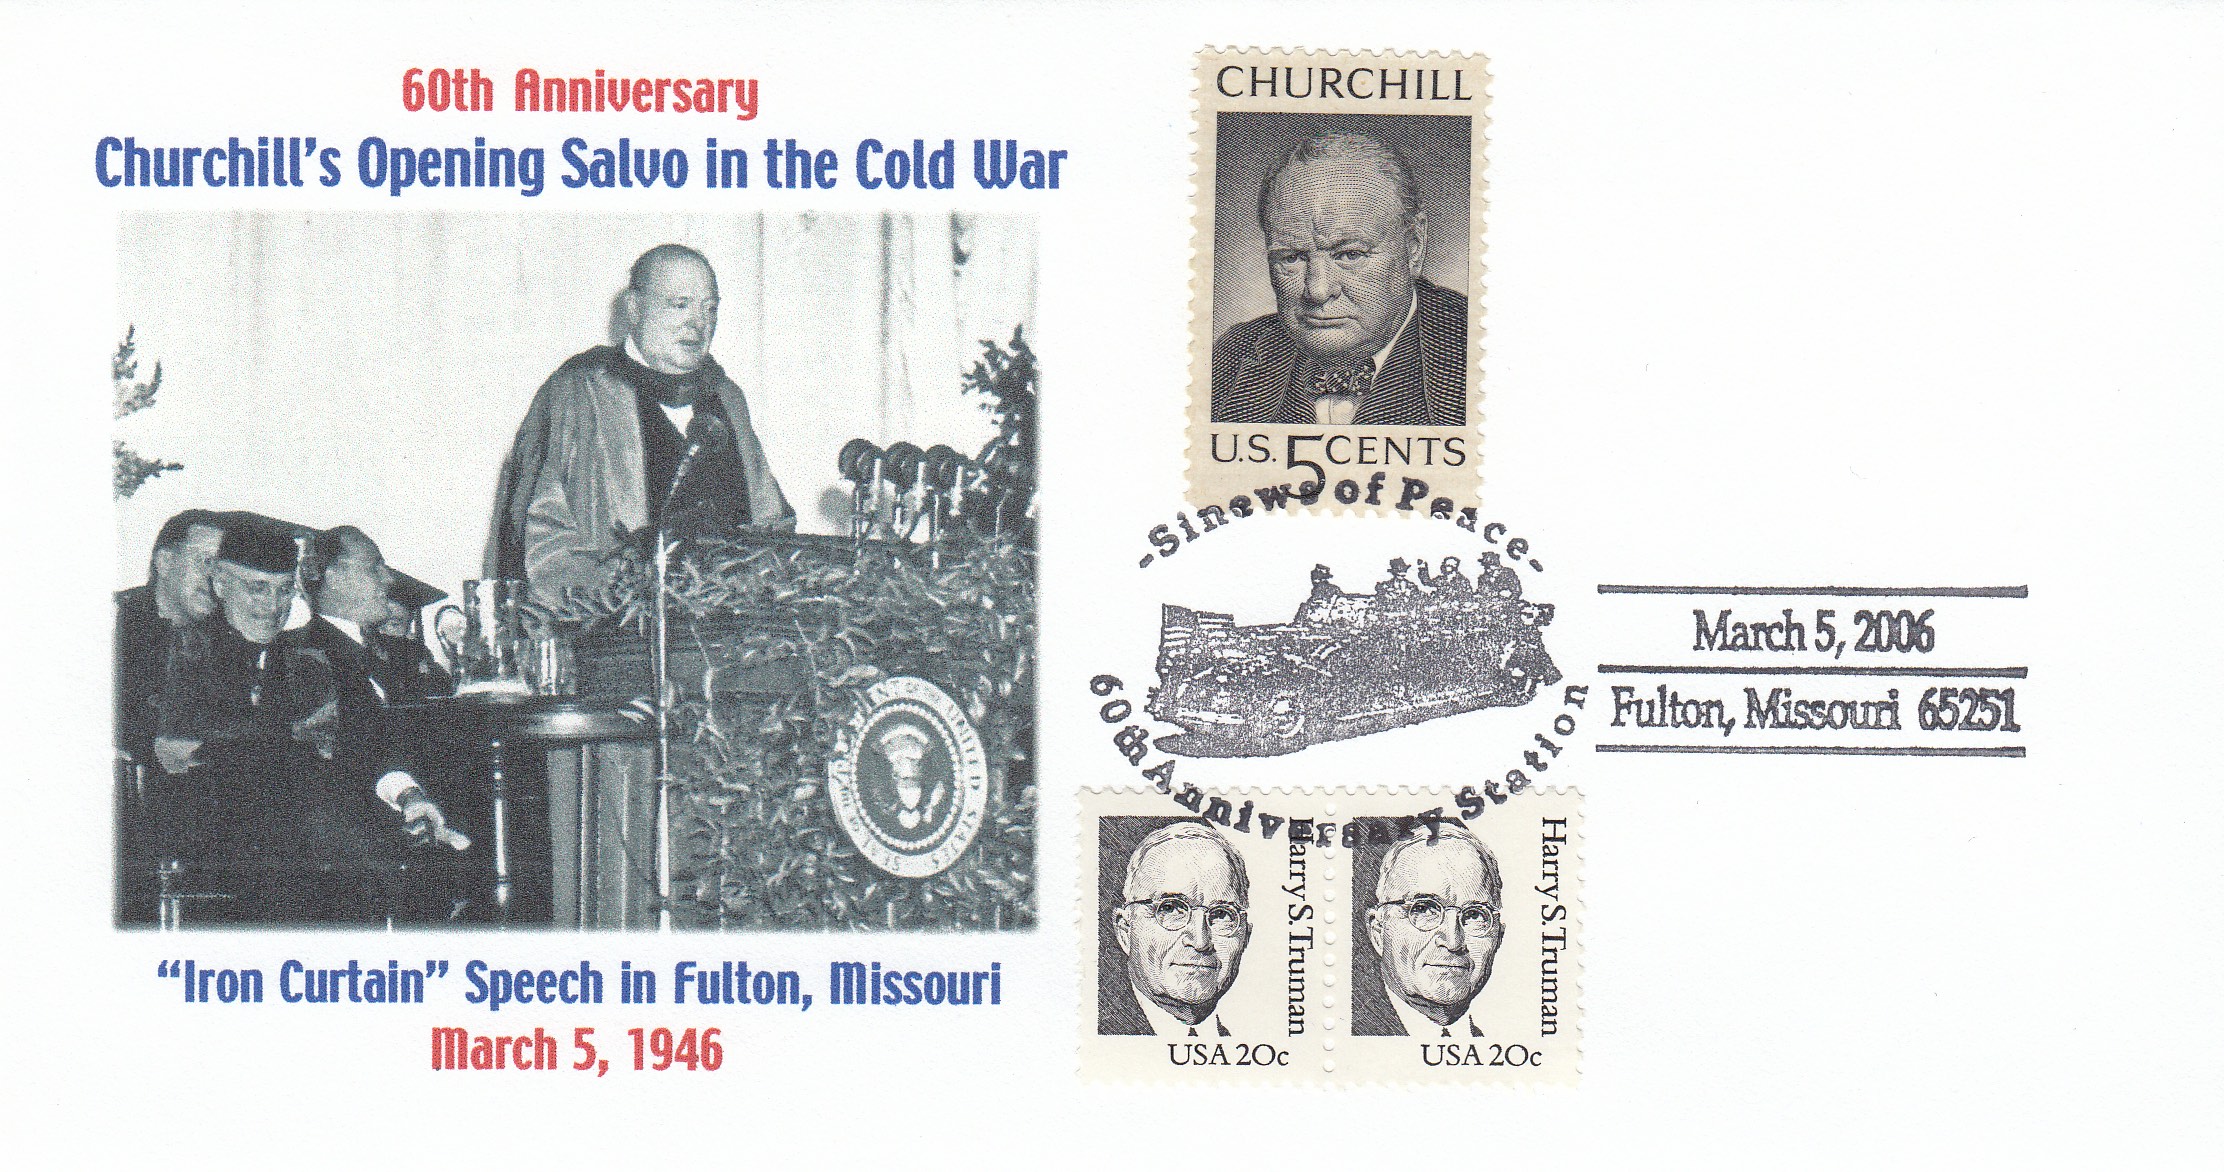 60th Anniversary
Churchill's Opening Salvo in the Cold War
"Iron Curtain" Speech in Fulton, Missouri
March 5, 1946
CHURCHILL
U.S. 5 CENTS
-Sinews of Peace-
60th Anniversary Station
March 5, 2006
Fulton, Missouri 65251
Harry S. Truman
USA 20c
Harry S. Truman
USA 20c